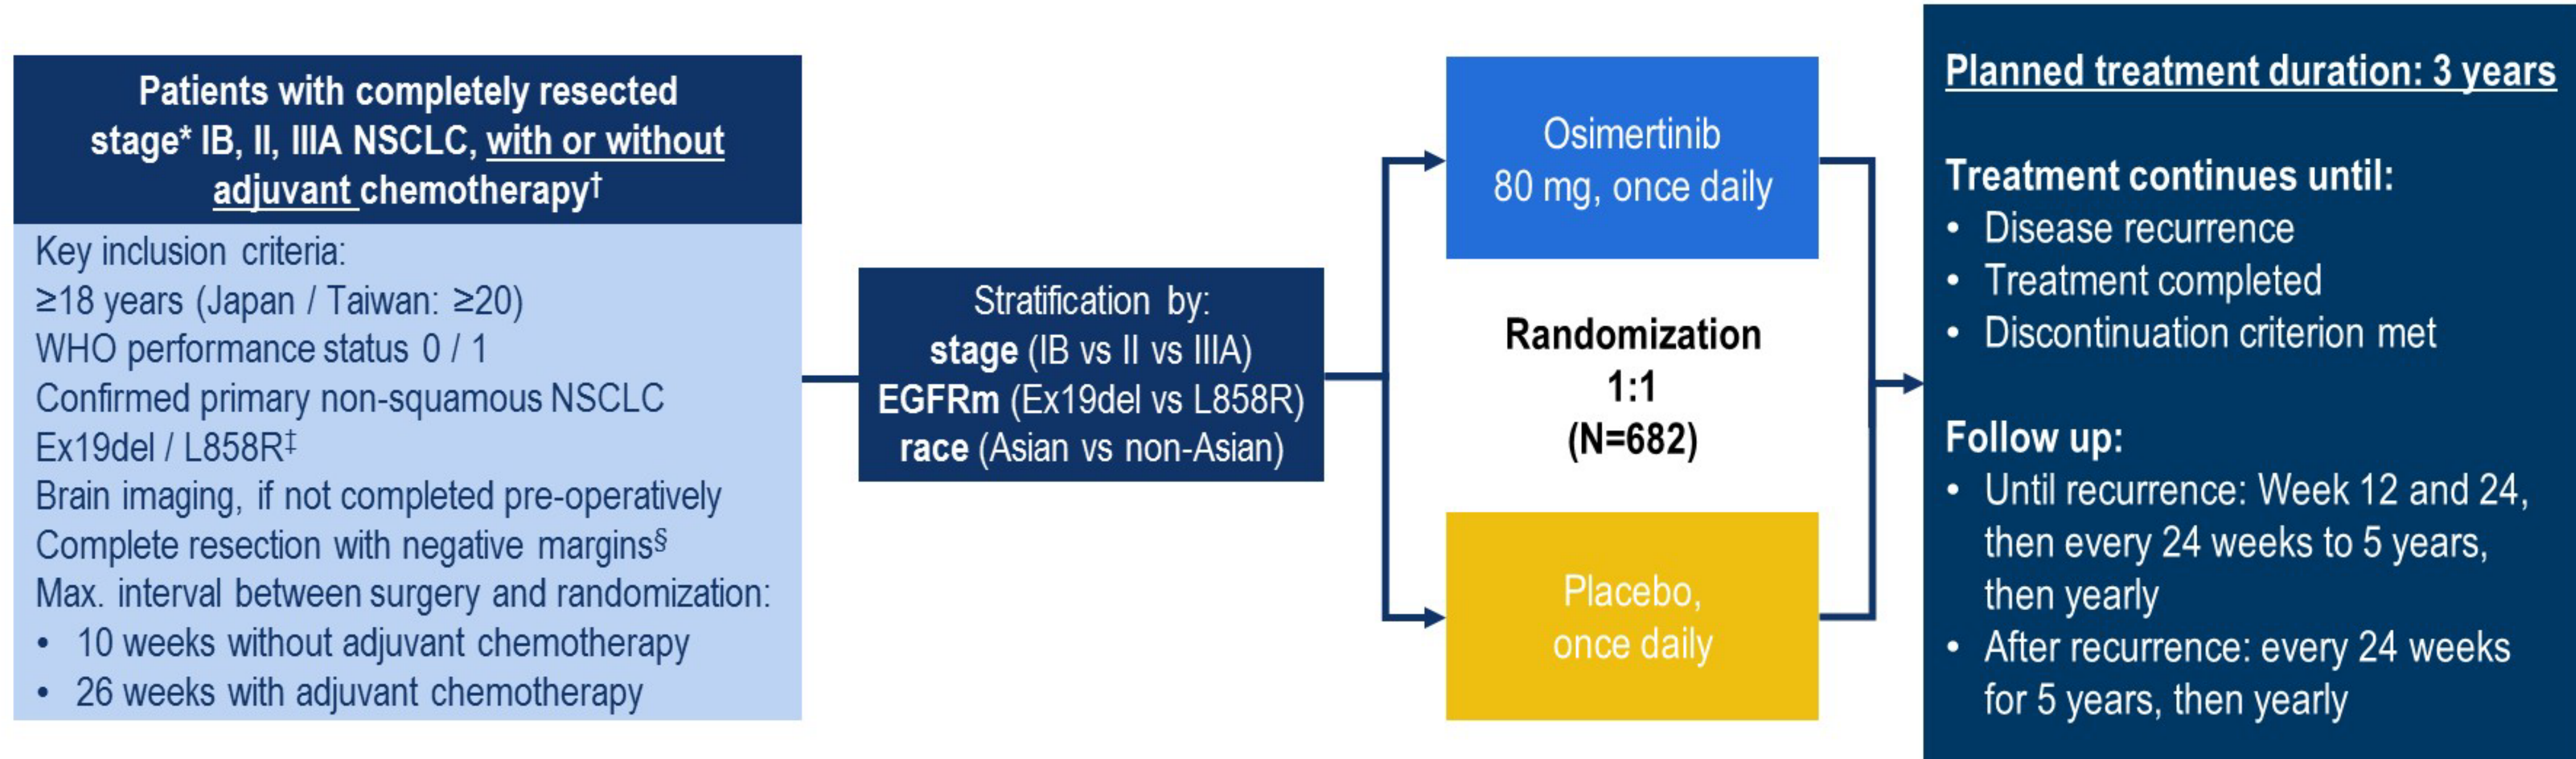 Patients with completely resected
stage* IB, II, IIIA NSCLC, with or without
adjuvant chemotherapy†
Key inclusion criteria:
≥18 years (Japan / Taiwan: ≥20)
WHO performance status 0 / 1
Confirmed primary non-squamous NSCLC
Ex19del / L858R‡
Brain imaging, if not completed pre-operatively
Complete resection with negative margins§
Max. interval between surgery and randomization:
• 10 weeks without adjuvant chemotherapy
• 26 weeks with adjuvant chemotherapy
Stratification by:
stage (IB vs II vs IIIA)
EGFRm (Ex19del vs L858R)
race (Asian vs non-Asian)
Osimertinib
80 mg, once daily
Randomization
1:1
(N=682)
Placebo,
once daily
Planned treatment duration: 3 years
Treatment continues until:
• Disease recurrence
• Treatment completed
• Discontinuation criterion met
Follow up:
• Until recurrence: Week 12 and 24,
then every 24 weeks to 5 years,
then yearly
• After recurrence: every 24 weeks
for 5 years, then yearly